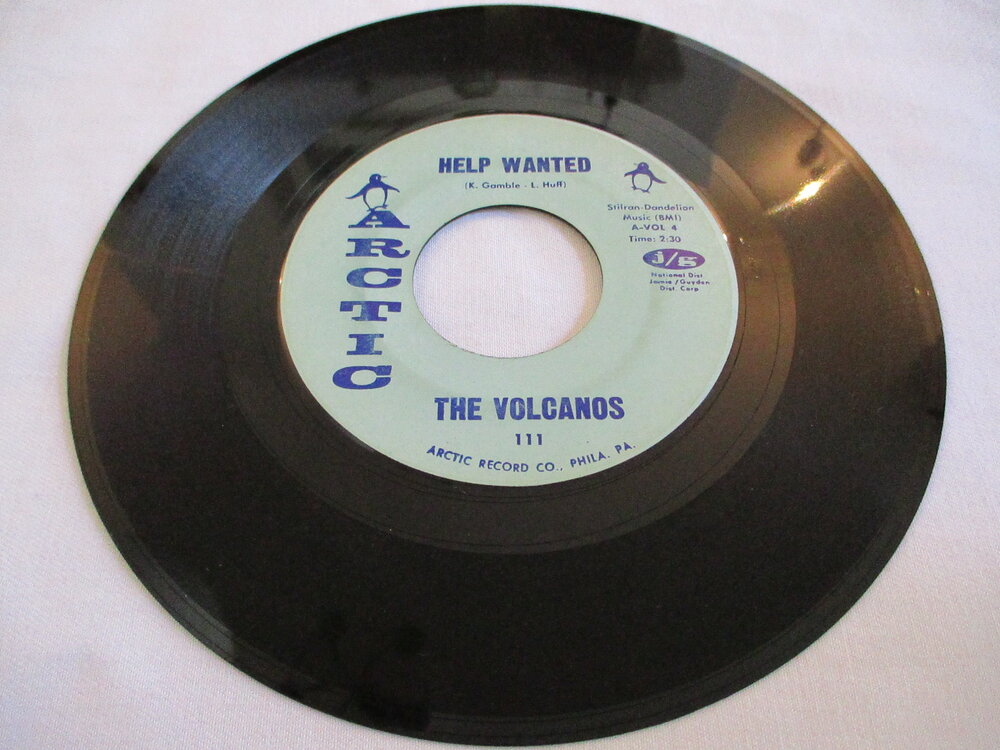 HELP WANTED
(K. Gamble - L. Huff)
ARCTIC
Stilran-Dandelion
Music (BMI)
A-VOL 4
Time: 2:30
j/g
National Dist
Jamie/Guyden
Dist. Corp
THE VOLCANOS
111
ARCTIC RECORD CO., PHILA. PA.